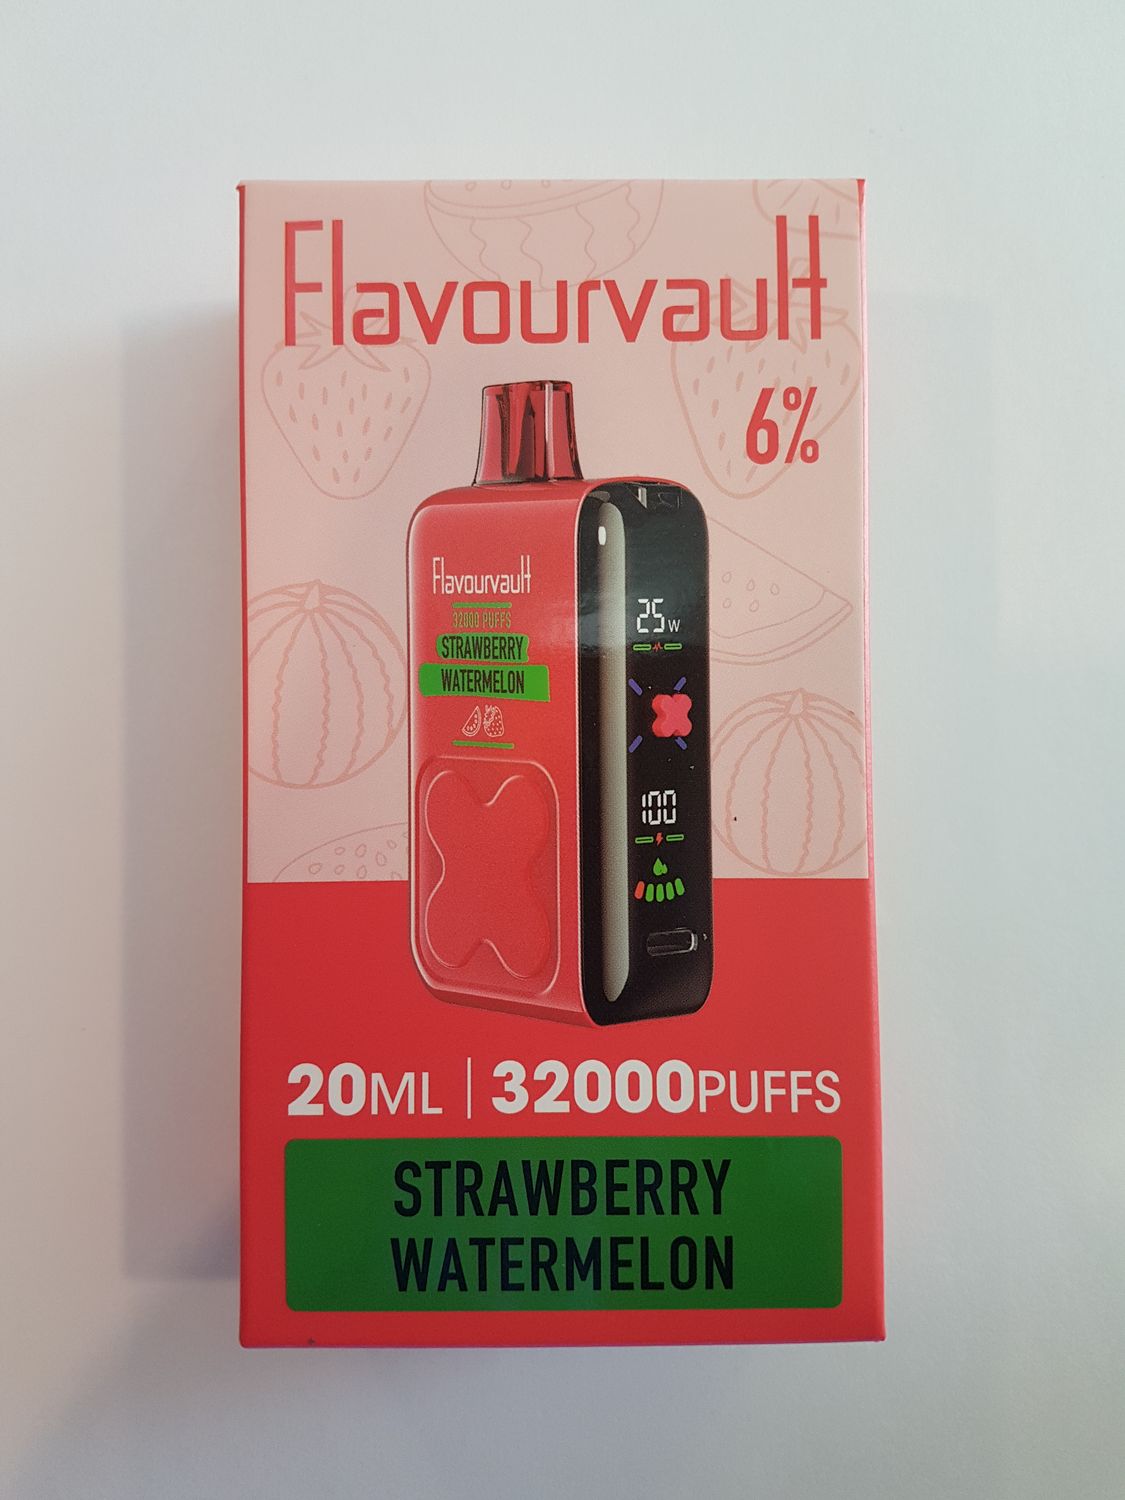 Flavourvault
6%
Flavourvault
32000 PUFFS
STRAWBERRY
WATERMELON
25W
100
20ML | 32000PUFFS
STRAWBERRY
WATERMELON